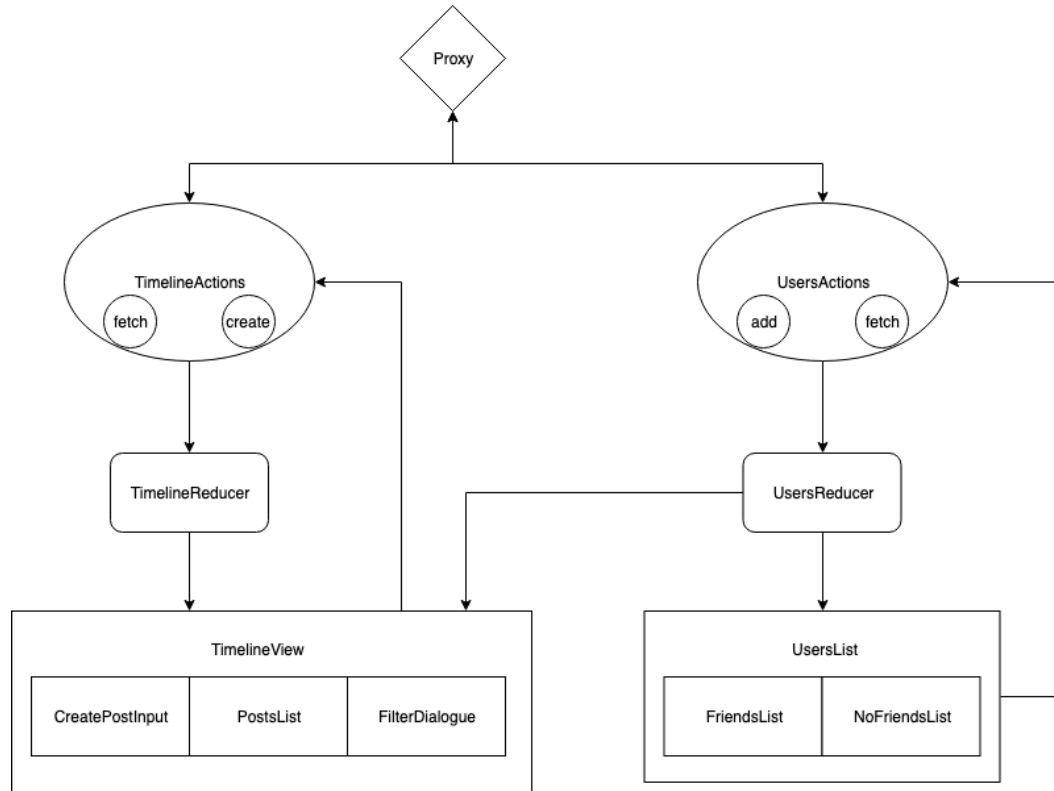 Proxy
TimelineActions
fetch
create
UsersActions
add
fetch
TimelineReducer
UsersReducer
TimelineView
CreatePostInput
PostsList
FilterDialogue
UsersList
FriendsList
NoFriendsList